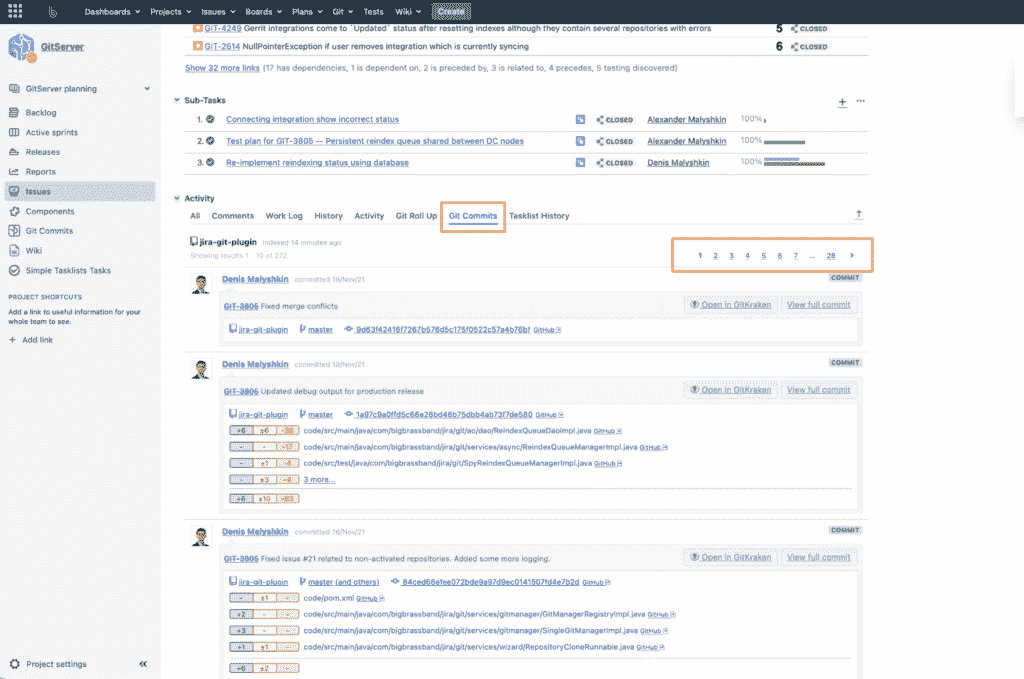 Dashboards Projects Issues Boards Plans Git Tests Wiki Create
GitServer
GitServer planning
Backlog
Active sprints
Releases
Reports
Issues
Components
Git Commits
Wiki
Simple Tasklists Tasks
PROJECT SHORTCUTS
Add a link to useful information for your
whole team to see.
+ Add link
Project settings
GIT-4249 Gerrit integrations come to `Updated` status after resetting indexes although they contain several repositories with errors 5 CLOSED
GIT-2614 NullPointerException if user removes integration which is currently syncing 6 CLOSED
Show 32 more links (17 has dependencies, 1 is dependent on, 2 is preceded by, 3 is related to, 4 precedes, 5 testing discovered)
Sub-Tasks
1. Connecting integration show incorrect status CLOSED Alexander Malyshkin 100%
2. Test plan for GIT-3805 -- Persistent reindex queue shared between DC nodes CLOSED Alexander Malyshkin 100%
3. Re-implement reindexing status using database CLOSED Denis Malyshkin 100%
Activity
All Comments Work Log History Activity Git Roll Up Git Commits Tasklist History
jira-git-plugin Indexed 14 minutes ago
Showing results 1 - 10 of 272
1 2 3 4 5 6 7 ... 28 >
Denis Malyshkin committed 19/Nov/21 COMMIT
GIT-3805 Fixed merge conflicts Open in GitKraken View full commit
jira-git-plugin master 9d63f42416f7267b576d5c175f0522c57a4b76bf GitHub
Denis Malyshkin committed 19/Nov/21 COMMIT
GIT-3805 Updated debug output for production release Open in GitKraken View full commit
jira-git-plugin master 1a97c9a0ffd5c66e26bd46b75dbb4ab73f7de580 GitHub
+6 ±6 -38 code/src/main/java/com/bigbrassband/jira/git/ao/dao/ReindexQueueDaoImpl.java GitHub
- - -17 code/src/main/java/com/bigbrassband/jira/git/services/async/ReindexQueueManagerImpl.java GitHub
- ±1 -4 code/src/test/java/com/bigbrassband/jira/git/SpyReindexQueueManagerImpl.java GitHub
- ±3 -4 3 more...
+6 ±10 -63
Denis Malyshkin committed 16/Nov/21 COMMIT
GIT-3805 Fixed issue #21 related to non-activated repositories. Added some more logging. Open in GitKraken View full commit
jira-git-plugin master (and others) 84ced66efee072bde9a97d9ec0141507fd4e7b2d GitHub
- ±1 - code/pom.xml GitHub
+2 - - code/src/main/java/com/bigbrassband/jira/git/services/gitmanager/GitManagerRegistryImpl.java GitHub
+3 - - code/src/main/java/com/bigbrassband/jira/git/services/gitmanager/SingleGitManagerImpl.java GitHub
+1 ±1 - code/src/main/java/com/bigbrassband/jira/git/services/wizard/RepositoryCloneRunnable.java GitHub
+6 ±2 -